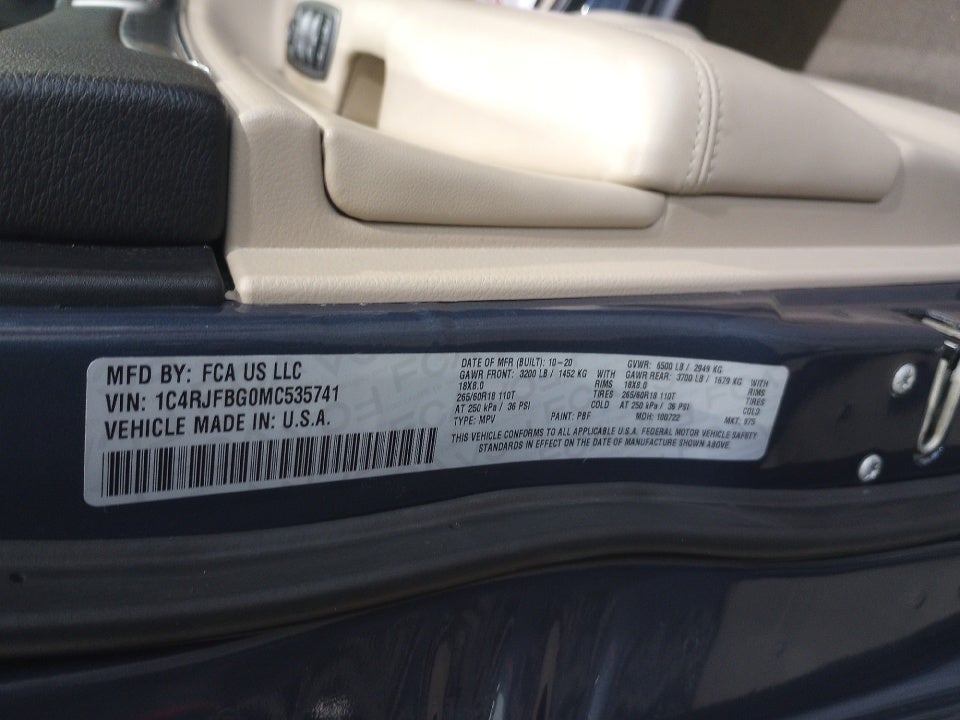 MFD BY: FCA US LLC
VIN: 1C4RJFBG0MC535741
VEHICLE MADE IN: U.S.A.
DATE OF MFR (BUILT): 10-20
GAWR FRONT: 3200 LB / 1452 KG WITH
18X8.0 RIMS
265/60R18 110T TIRES
AT 250 kPa / 36 PSI COLD
TYPE: MPV PAINT: PBF
GVWR: 6500 LB / 2949 KG
GAWR REAR: 3700 LB / 1679 KG WITH
18X8.0 RIMS
265/60R18 110T TIRES
AT 250 kPa / 36 PSI COLD
MDH: 100722 MKT: 975
THIS VEHICLE CONFORMS TO ALL APPLICABLE U.S.A. FEDERAL MOTOR VEHICLE SAFETY
STANDARDS IN EFFECT ON THE DATE OF MANUFACTURE SHOWN ABOVE.